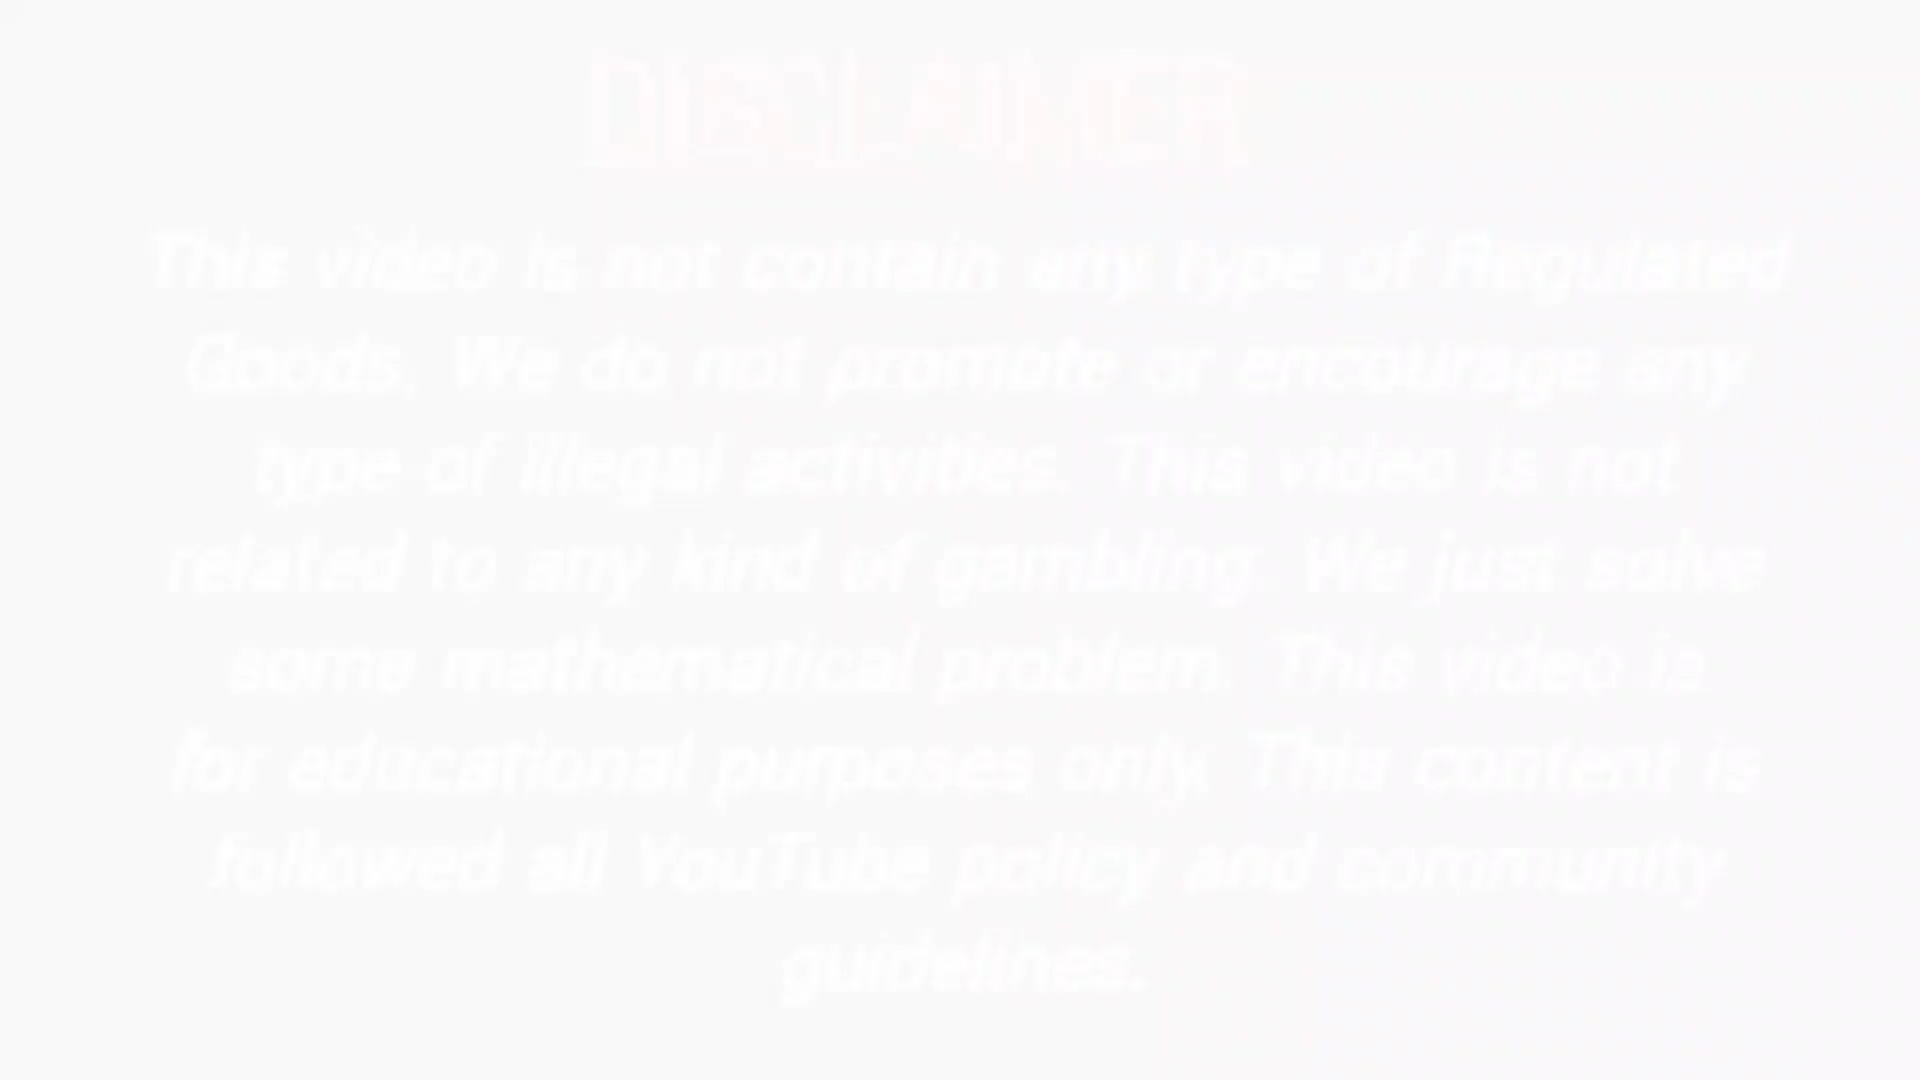 DISCLAIMER
This video is not contain any type of Regulated
Goods. We do not promote or encourage any
type of illegal activities. This video is not
related to any kind of gambling. We just solve
some mathematical problem. This video is
for educational purposes only. This content is
followed all YouTube policy and community
guidelines.